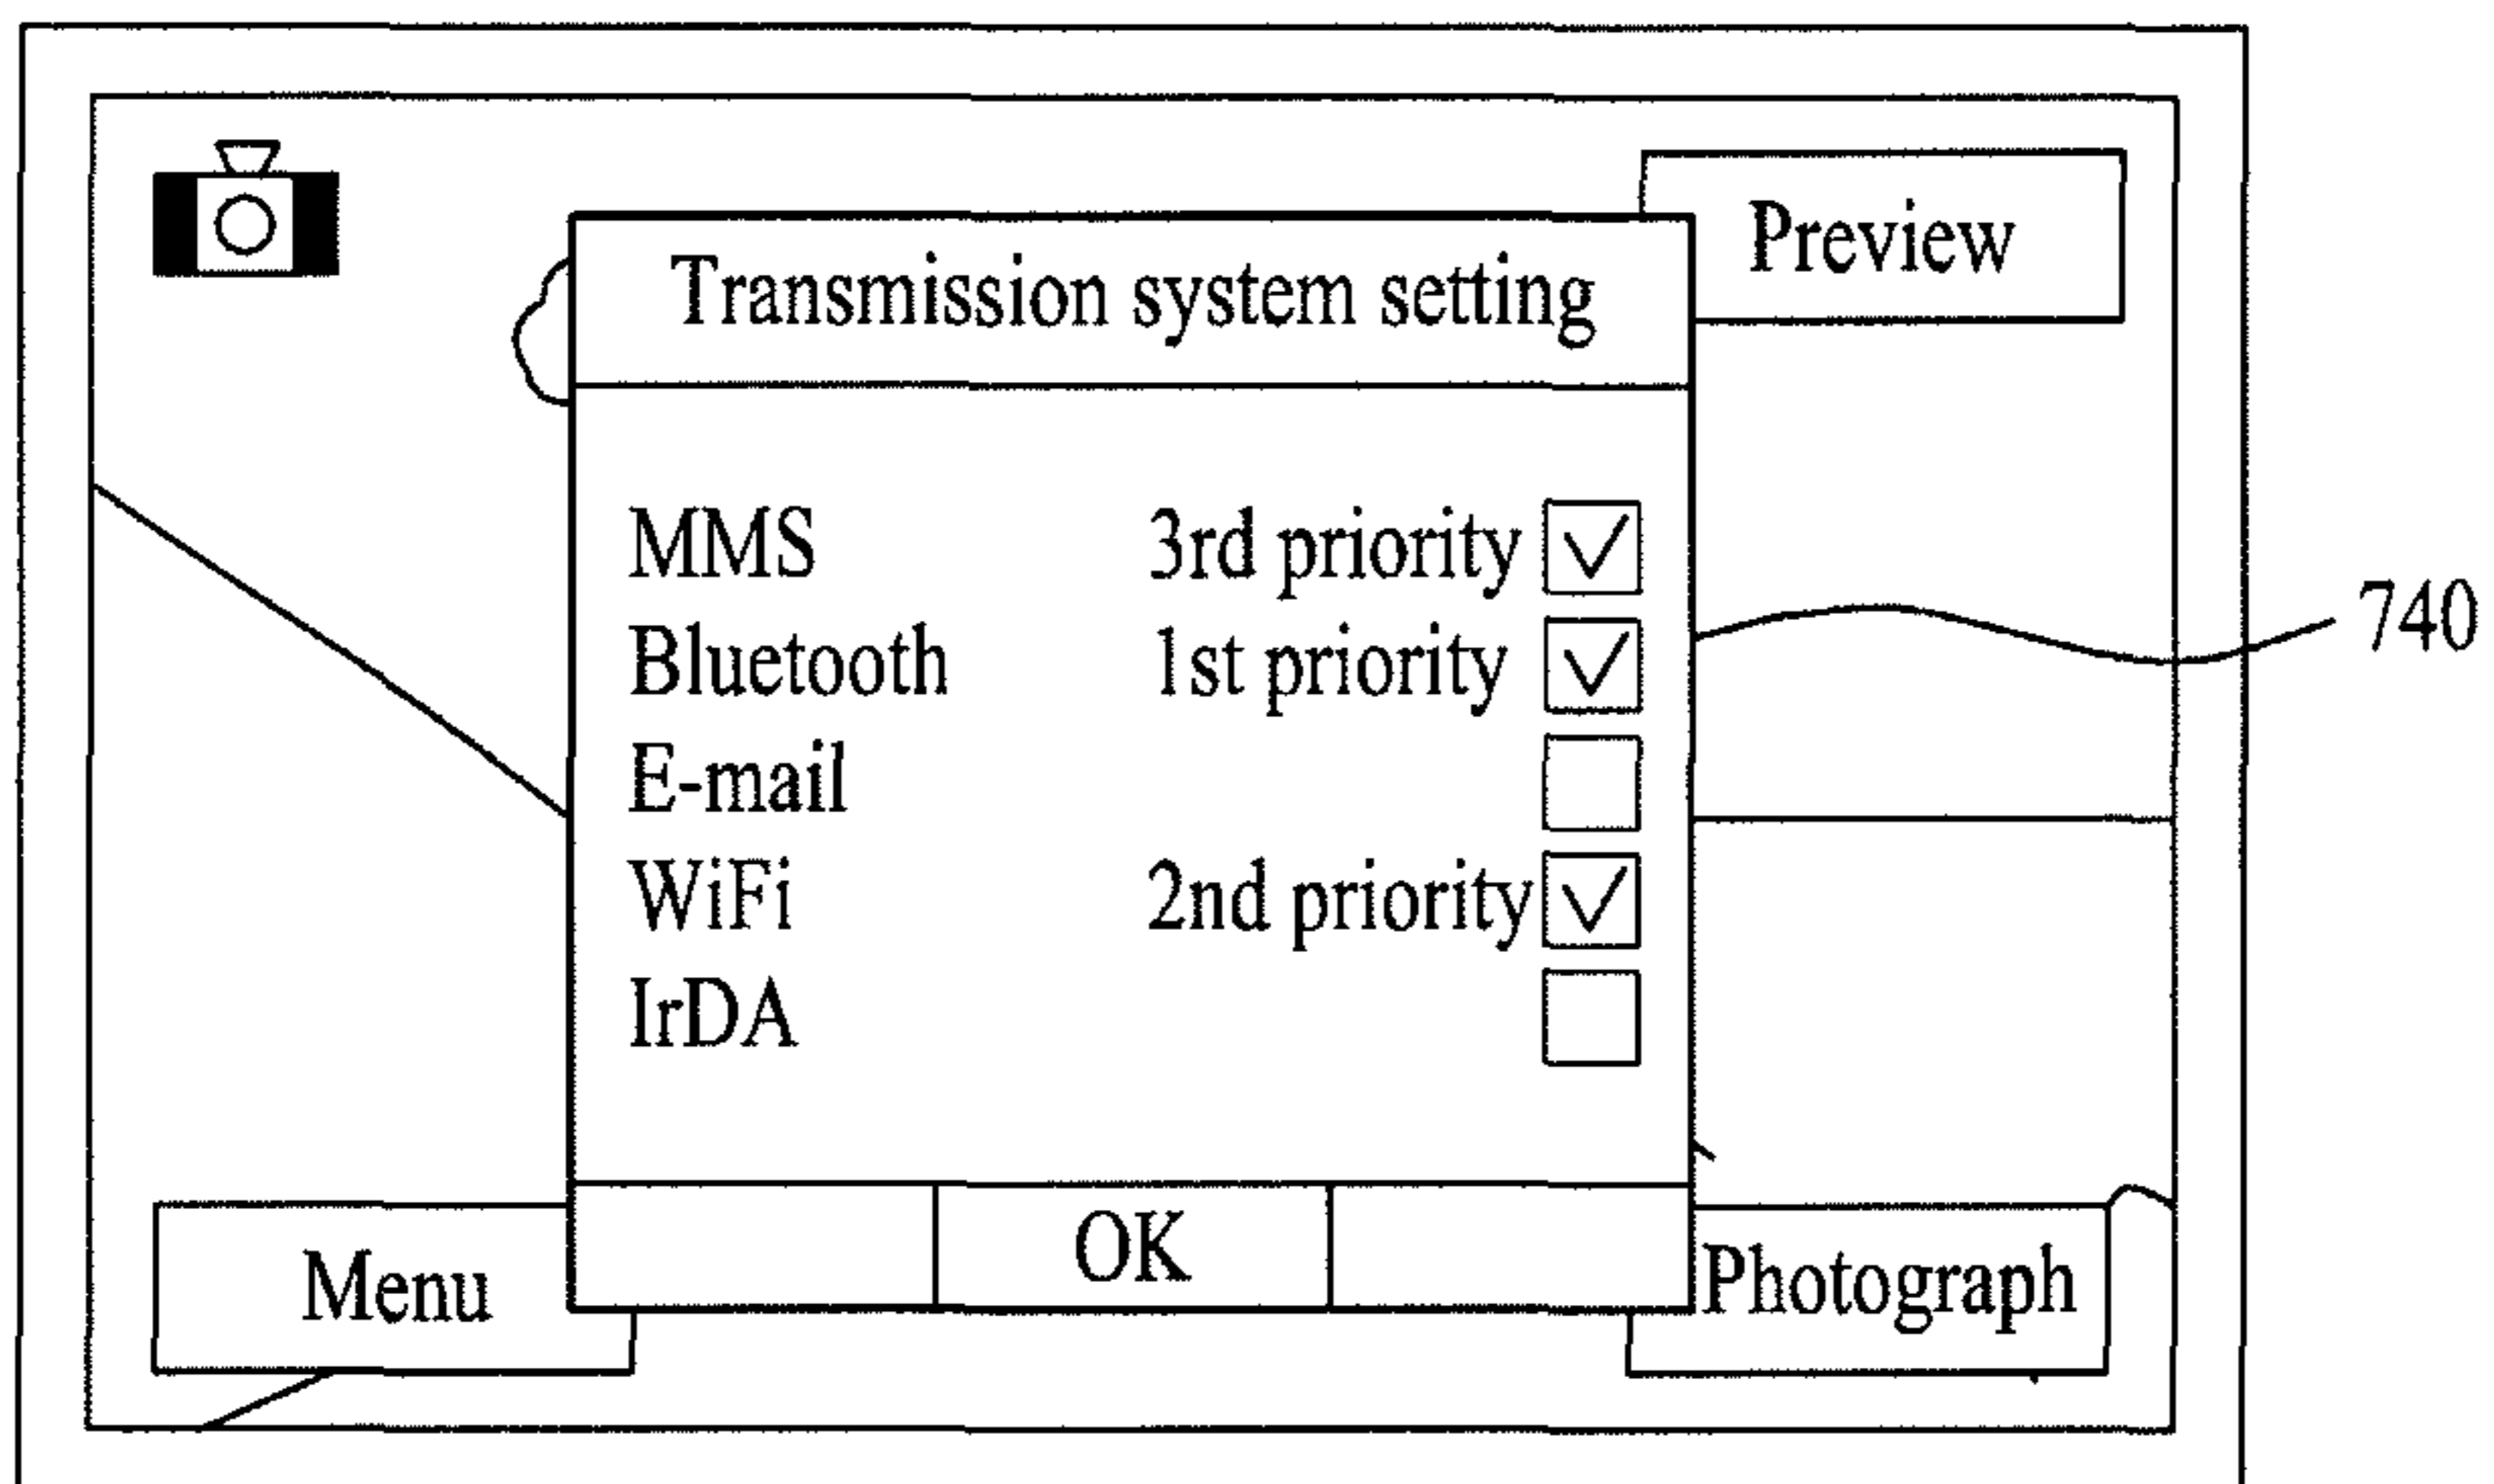 Preview
Transmission system setting
MMS 3rd priority
Bluetooth 1st priority
740
E-mail
WiFi 2nd priority
IrDA
OK
Menu
Photograph